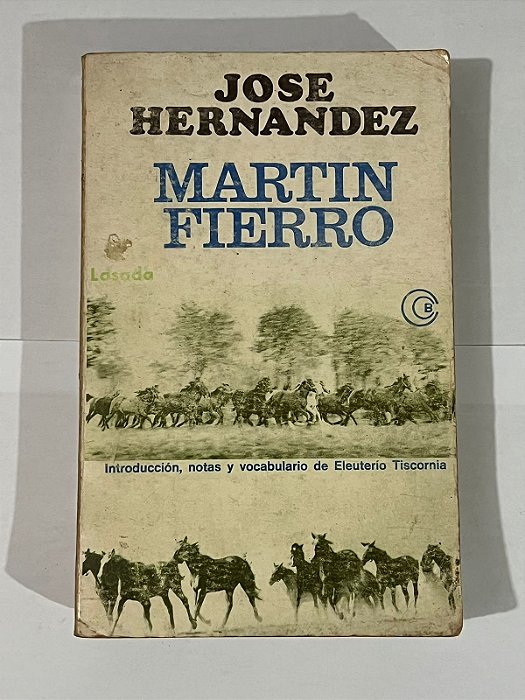 JOSE
HERNANDEZ
MARTIN
FIERRO
Losada
B
Introducción, notas y vocabulario de Eleuterio Tiscornia